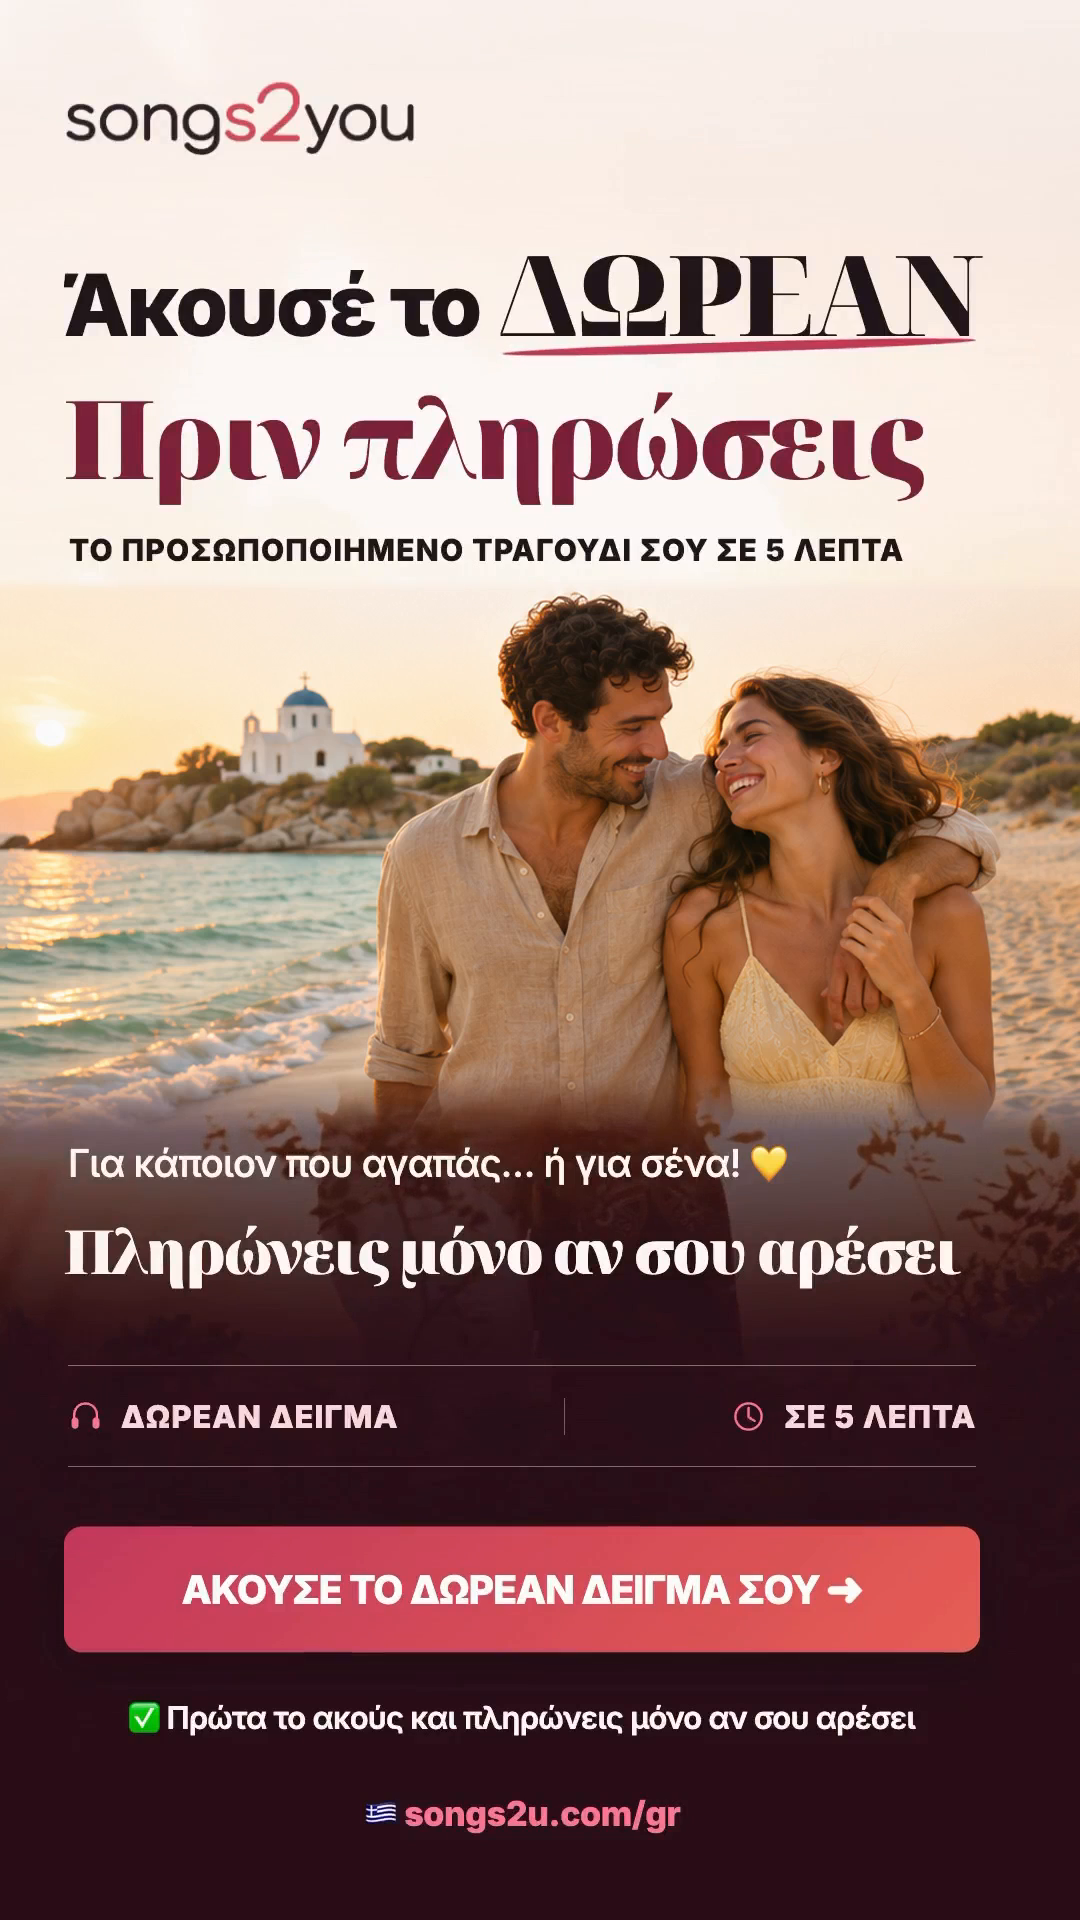 songs2you
Άκουσέ το ΔΩΡΕΑΝ
Πριν πληρώσεις
ΤΟ ΠΡΟΣΩΠΟΠΟΙΗΜΕΝΟ ΤΡΑΓΟΥΔΙ ΣΟΥ ΣΕ 5 ΛΕΠΤΑ
Για κάποιον που αγαπάς... ή για σένα! 💛
Πληρώνεις μόνο αν σου αρέσει
ΔΩΡΕΑΝ ΔΕΙΓΜΑ
ΣΕ 5 ΛΕΠΤΑ
ΑΚΟΥΣΕ ΤΟ ΔΩΡΕΑΝ ΔΕΙΓΜΑ ΣΟΥ ➜
✅ Πρώτα το ακούς και πληρώνεις μόνο αν σου αρέσει
🇬🇷 songs2u.com/gr